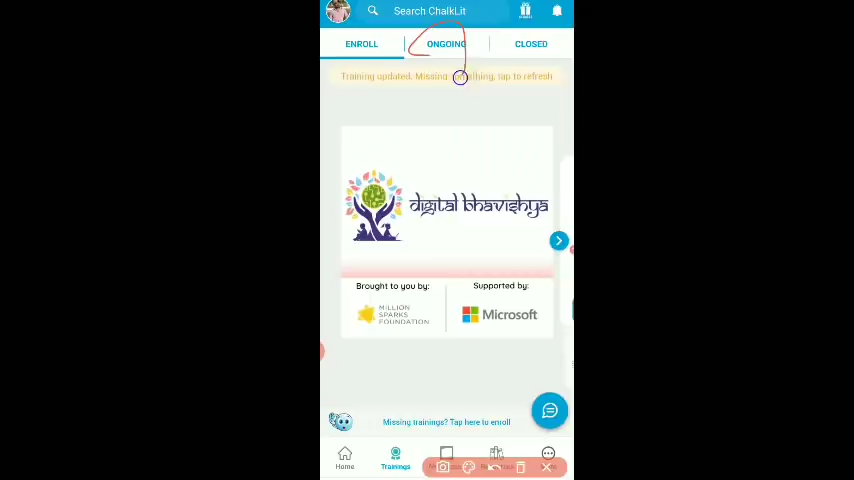 Search ChalkLit
ENROLL
ONGOING
CLOSED
Training updated. Missing tap to refresh
digital bhavishya
Brought to you by:
Supported by:
MILLION
SPARKS
FOUNDATION
Microsoft
Missing trainings? Tap here to enroll
Home
Trainings